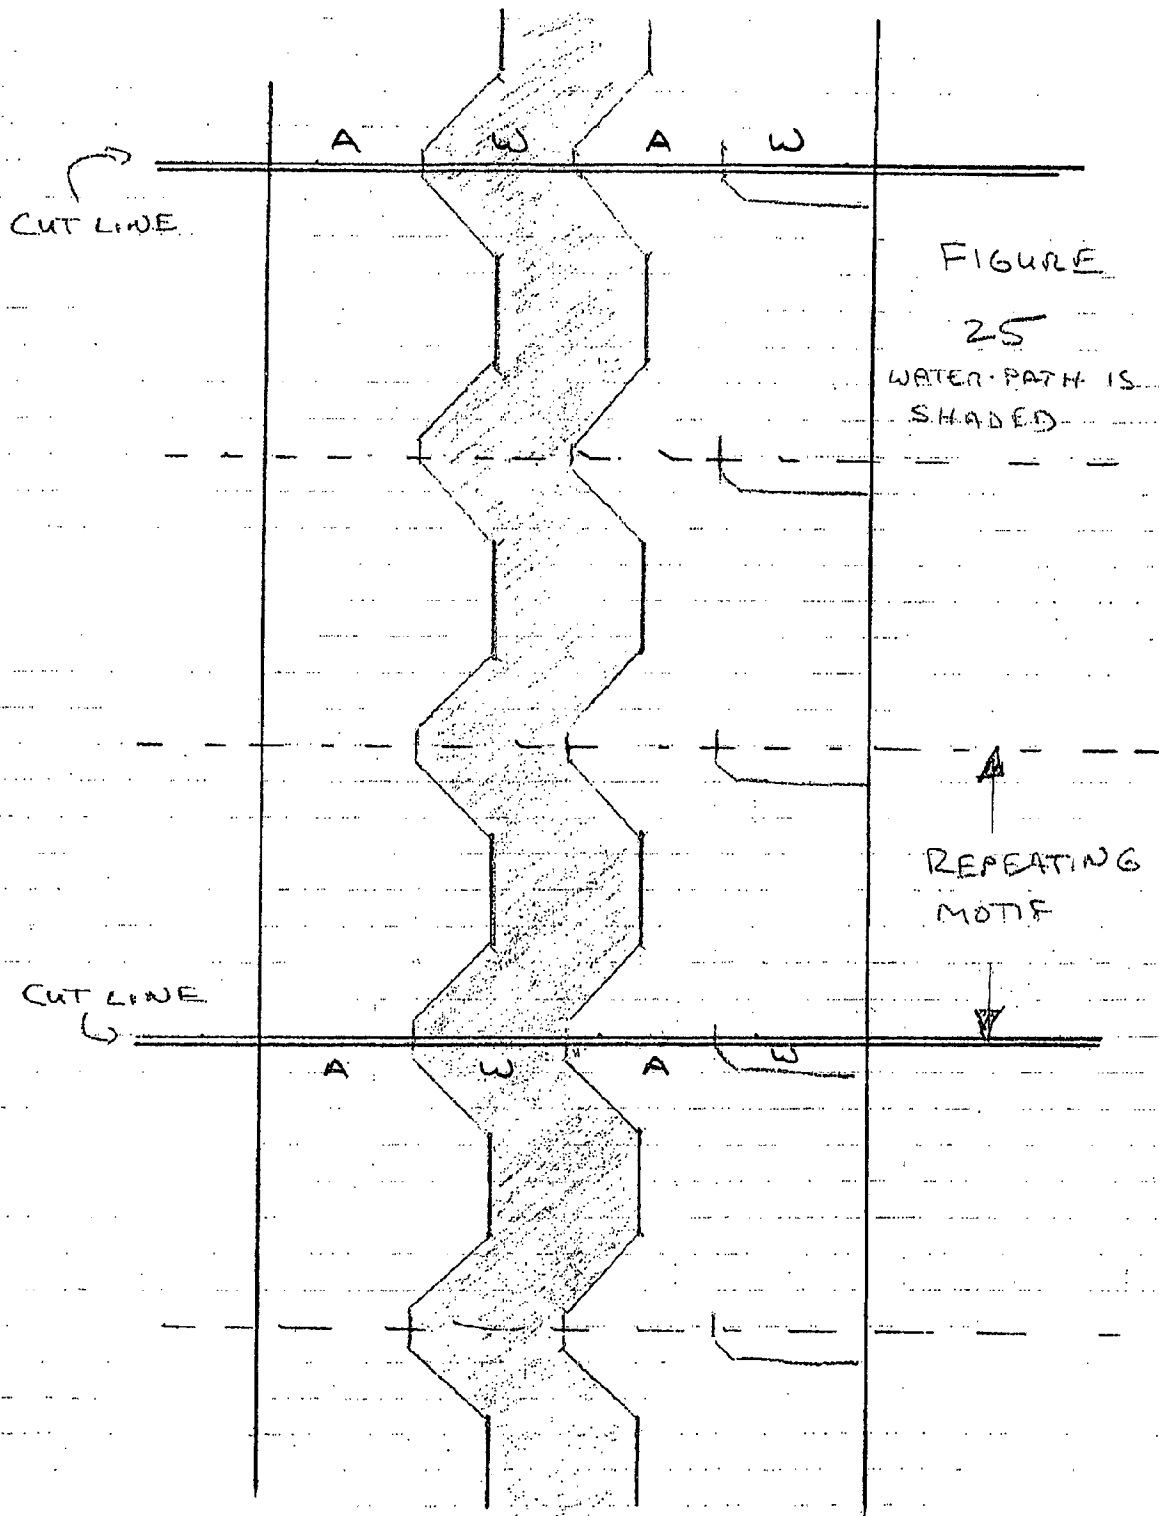 A W A W
CUT LINE
FIGURE
25
WATER PATH IS
SHADED
REPEATING
MOTIF
CUT LINE
A W A W